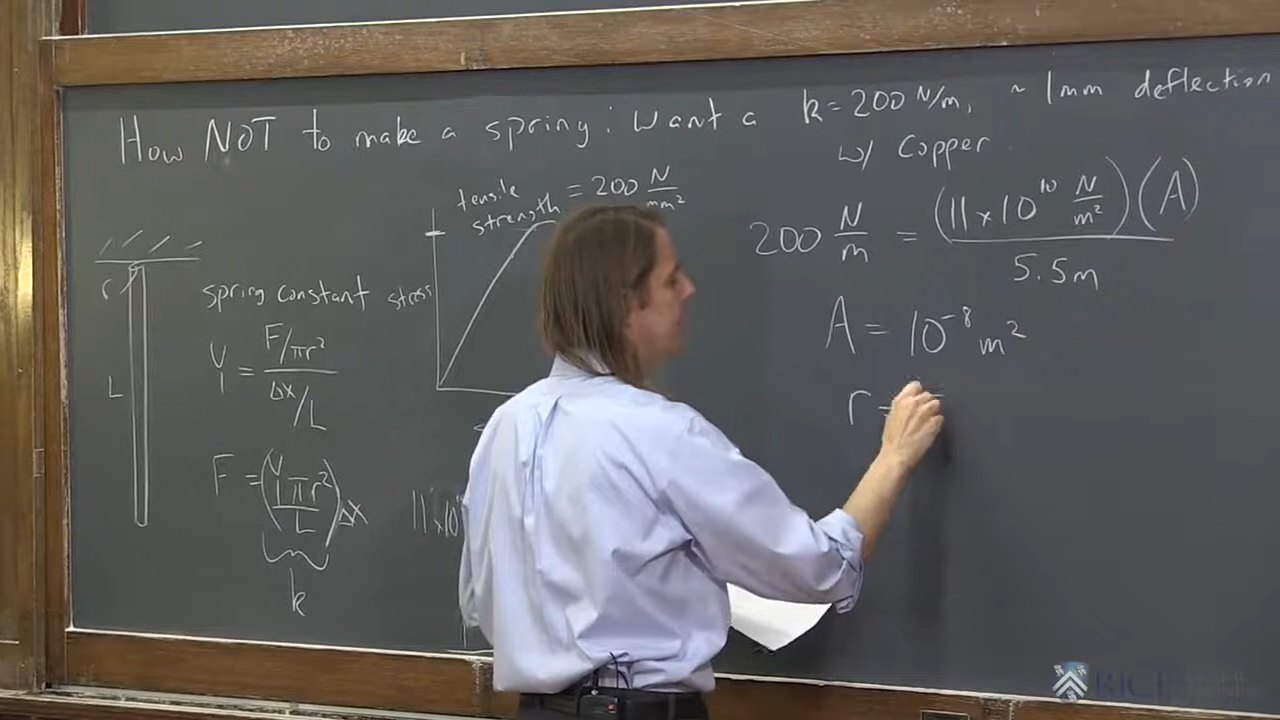 How NOT to make a spring: Want a k = 200 N/m, ~ 1mm deflection
w/ Copper
tensile strength = 200 N/mm²
200 N/m = (11 x 10¹⁰ N/m²)(A) / 5.5m
r
spring constant
stress
Y = F/πr² / Δx/L
A = 10⁻⁸ m²
L
r =
F = (Yπr² / L) Δx
11 x 10
k